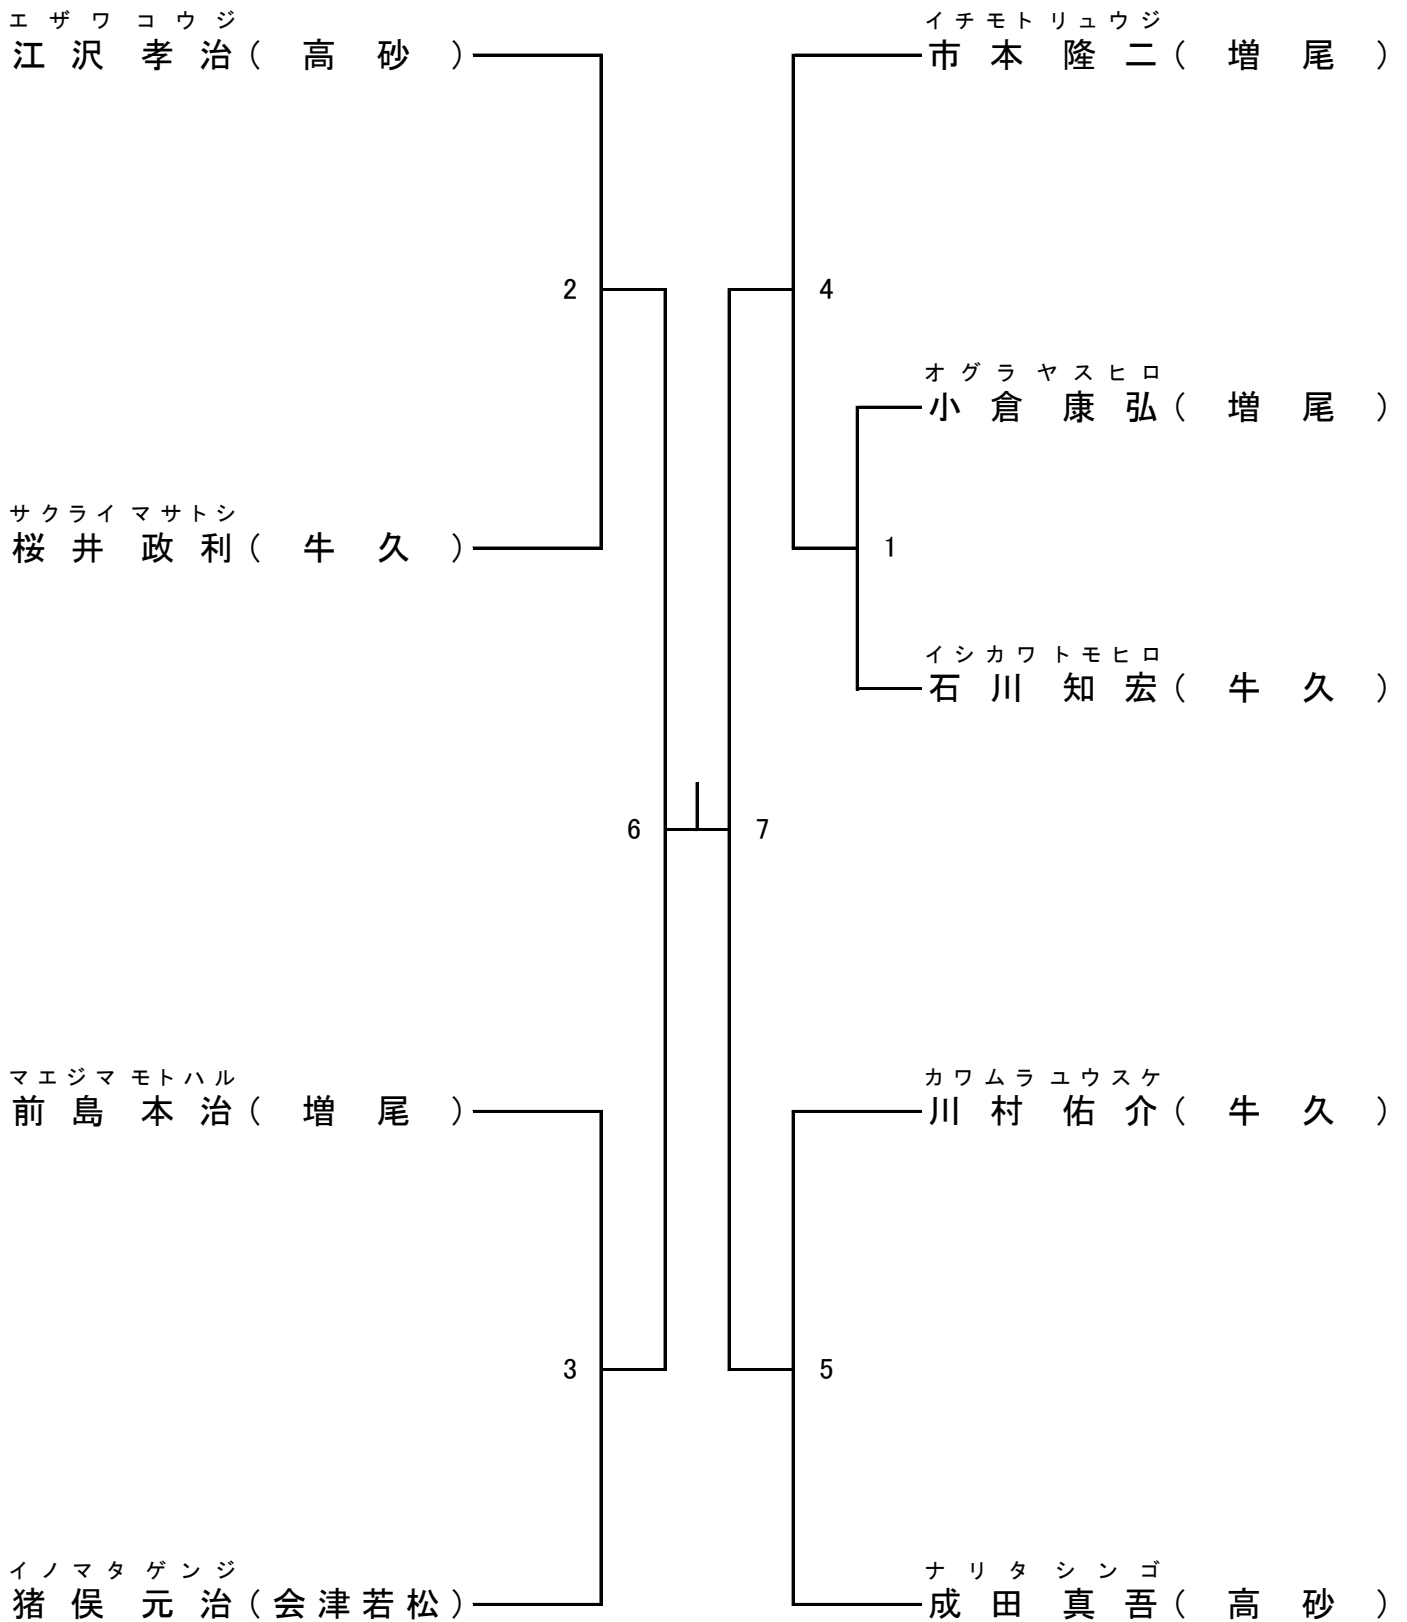 エザワコウジ
江沢 孝治(高砂)
2
サクライマサトシ
桜井 政利(牛久)
6
マエジマモトハル
前島 本治(増尾)
3
イノマタゲンジ
猪俣 元治(会津若松)
イチモトリュウジ
市本 隆二(増尾)
4
オグラヤスヒロ
小倉 康弘(増尾)
1
イシカワトモヒロ
石川 知宏(牛久)
7
カワムラユウスケ
川村 佑介(牛久)
5
ナリタシンゴ
成田 真吾(高砂)